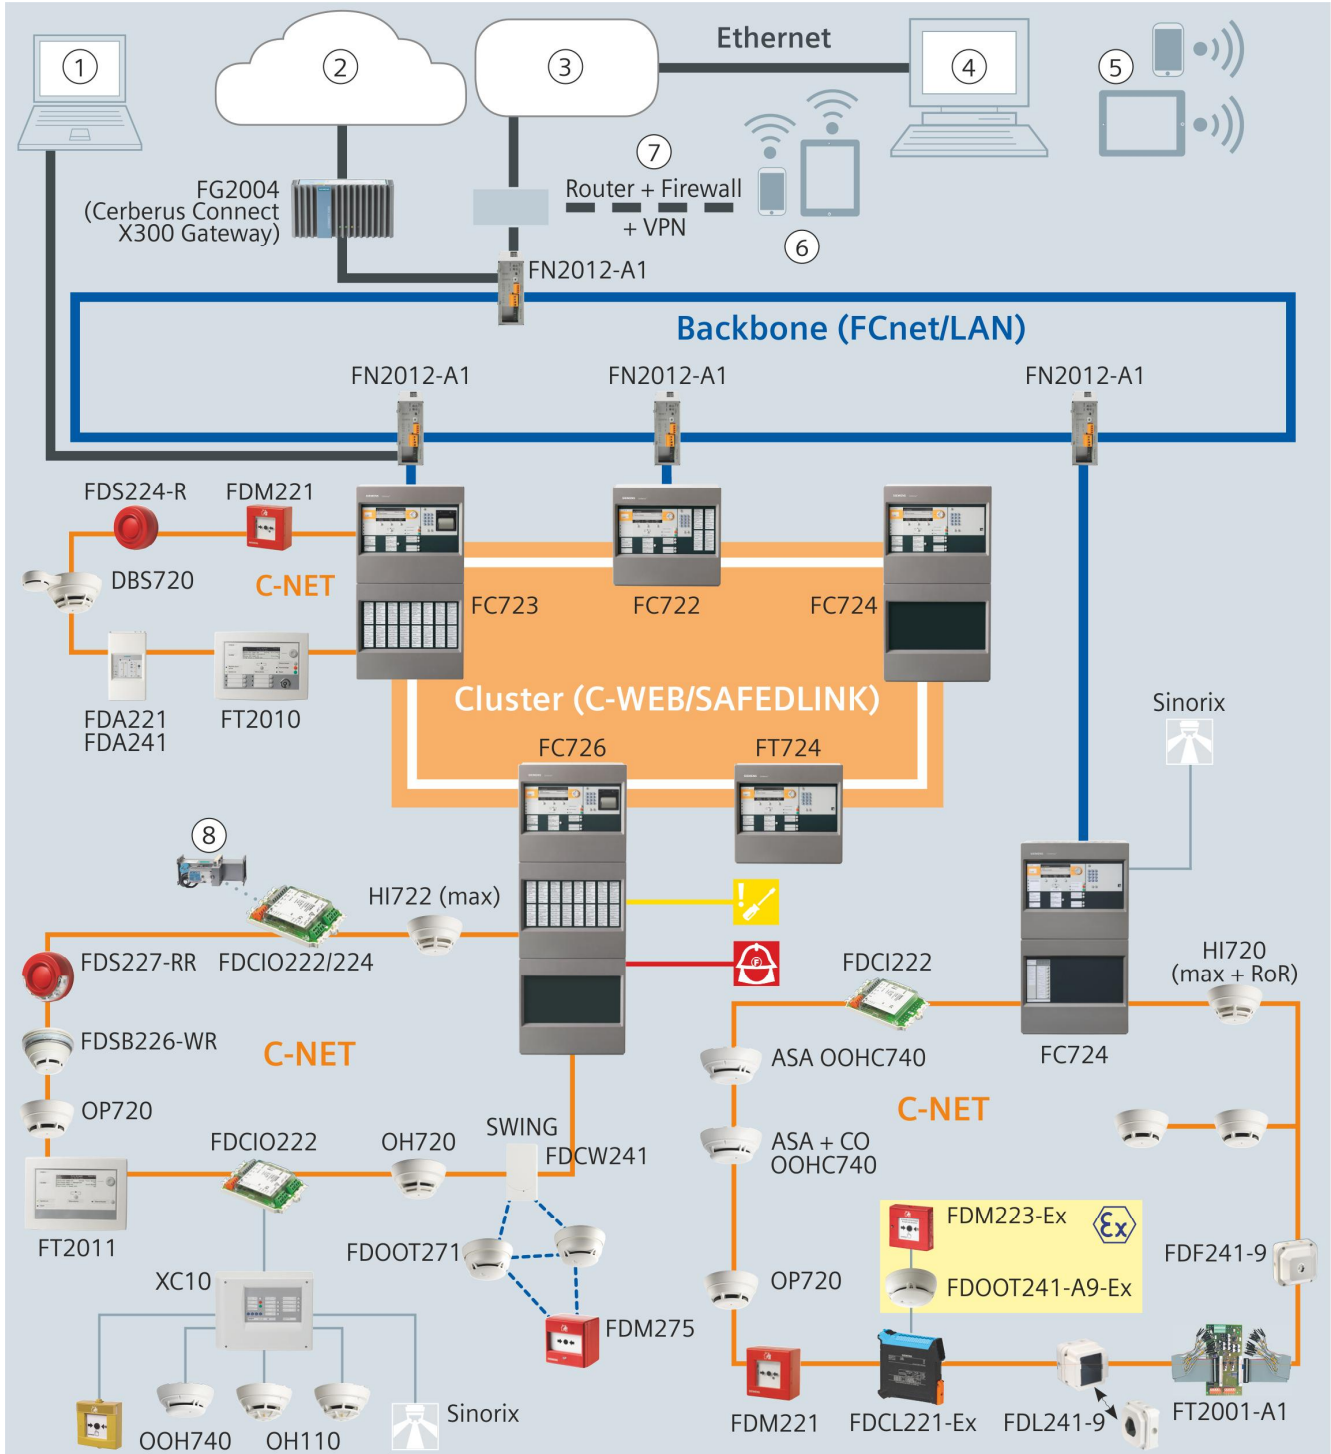 1
2
3
Ethernet
4
5
7
FG2004
(Cerberus Connect
X300 Gateway)
Router + Firewall
+ VPN
6
FN2012-A1
Backbone (FCnet/LAN)
FN2012-A1
FN2012-A1
FN2012-A1
FDS224-R
FDM221
DBS720
C-NET
FC723
FC722
FC724
FDA221
FDA241
FT2010
Cluster (C-WEB/SAFEDLINK)
Sinorix
FC726
FT724
8
HI722 (max)
FDS227-RR
FDCIO222/224
FDCI222
HI720
(max + RoR)
FDSB226-WR
C-NET
ASA OOHC740
FC724
OP720
C-NET
FDCIO222
OH720
SWING
FDCW241
ASA + CO
OOHC740
FT2011
FDOOT271
FDM223-Ex
Ex
FDF241-9
XC10
OP720
FDOOT241-A9-Ex
FDM275
Sinorix
OOH740
OH110
FDM221
FDCL221-Ex
FDL241-9
FT2001-A1